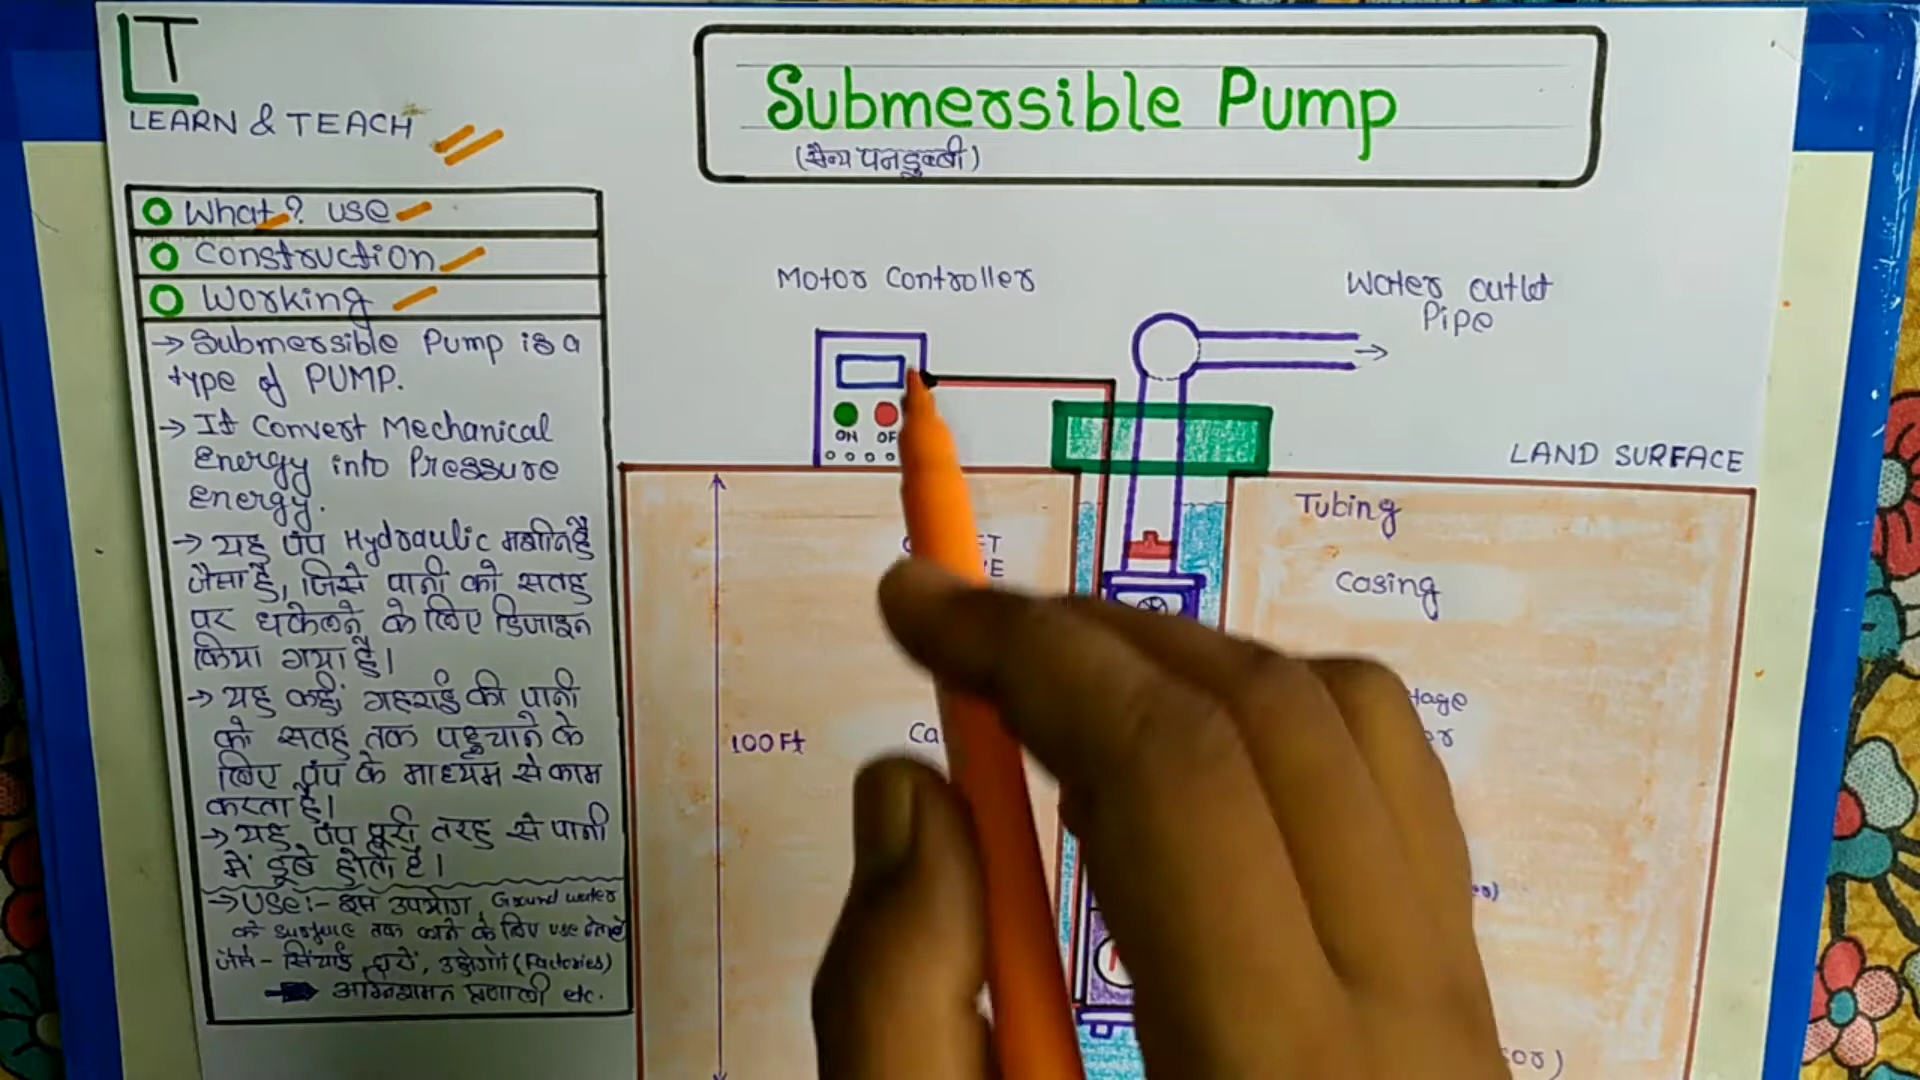 LT
LEARN & TEACH
Submersible Pump
(सैन्य पनडुब्बी)
What? use
Construction
Working
→ Submersible Pump is a
type of PUMP.
→ It Convert Mechanical
Energy into Pressure
Energy.
→ यह पंप Hydraulic मशीन है
जैसा है, जिसे पानी को सतह
पर धकेलने के लिए डिजाइन
किया गया है।
→ यह कहीं गहराई की पानी
को सतह तक पहुचाने के
लिए पंप के माध्यम से काम
करता है।
→ यह पंप पूरी तरह से पानी
में डूबे होता है।
→ Use:- इस उपयोग Ground water
को surface तक लाने के लिए use होता है
जैसे - सिंचाई, घरों, उद्योगों (Factories)
अग्निशमन प्रणाली etc.
Motor Controller
Water outlet
Pipe
ON
LAND SURFACE
Tubing
Casing
100 Ft